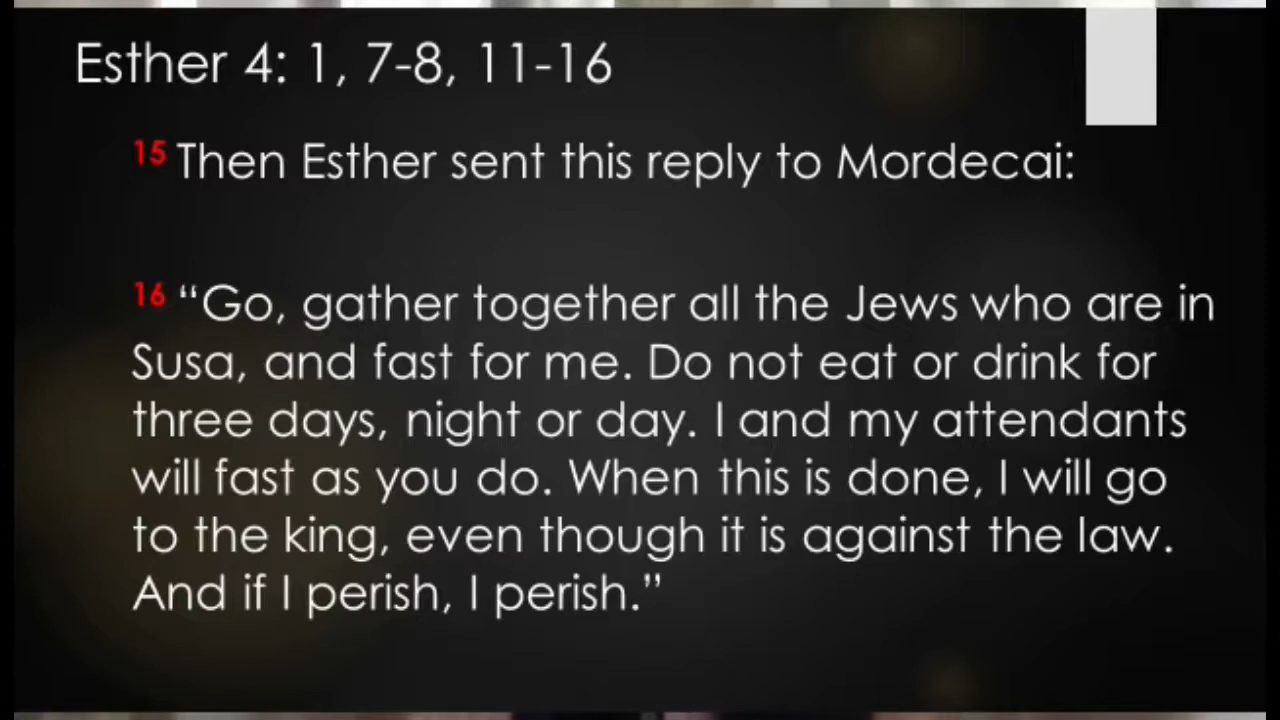 Esther 4: 1, 7-8, 11-16
15 Then Esther sent this reply to Mordecai:
16 “Go, gather together all the Jews who are in
Susa, and fast for me. Do not eat or drink for
three days, night or day. I and my attendants
will fast as you do. When this is done, I will go
to the king, even though it is against the law.
And if I perish, I perish.”